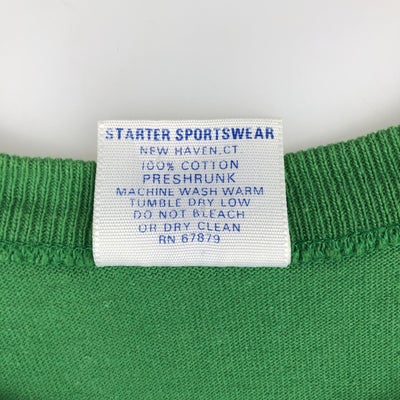 STARTER SPORTSWEAR
NEW HAVEN, CT
100% COTTON
PRESHRUNK
MACHINE WASH WARM
TUMBLE DRY LOW
DO NOT BLEACH
OR DRY CLEAN
RN 67879